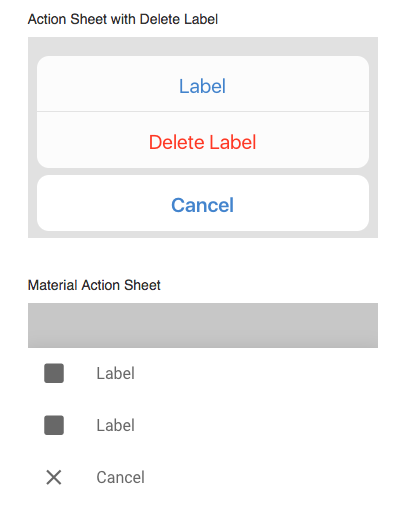 Action Sheet with Delete Label
Label
Delete Label
Cancel
Material Action Sheet
Label
Label
Cancel